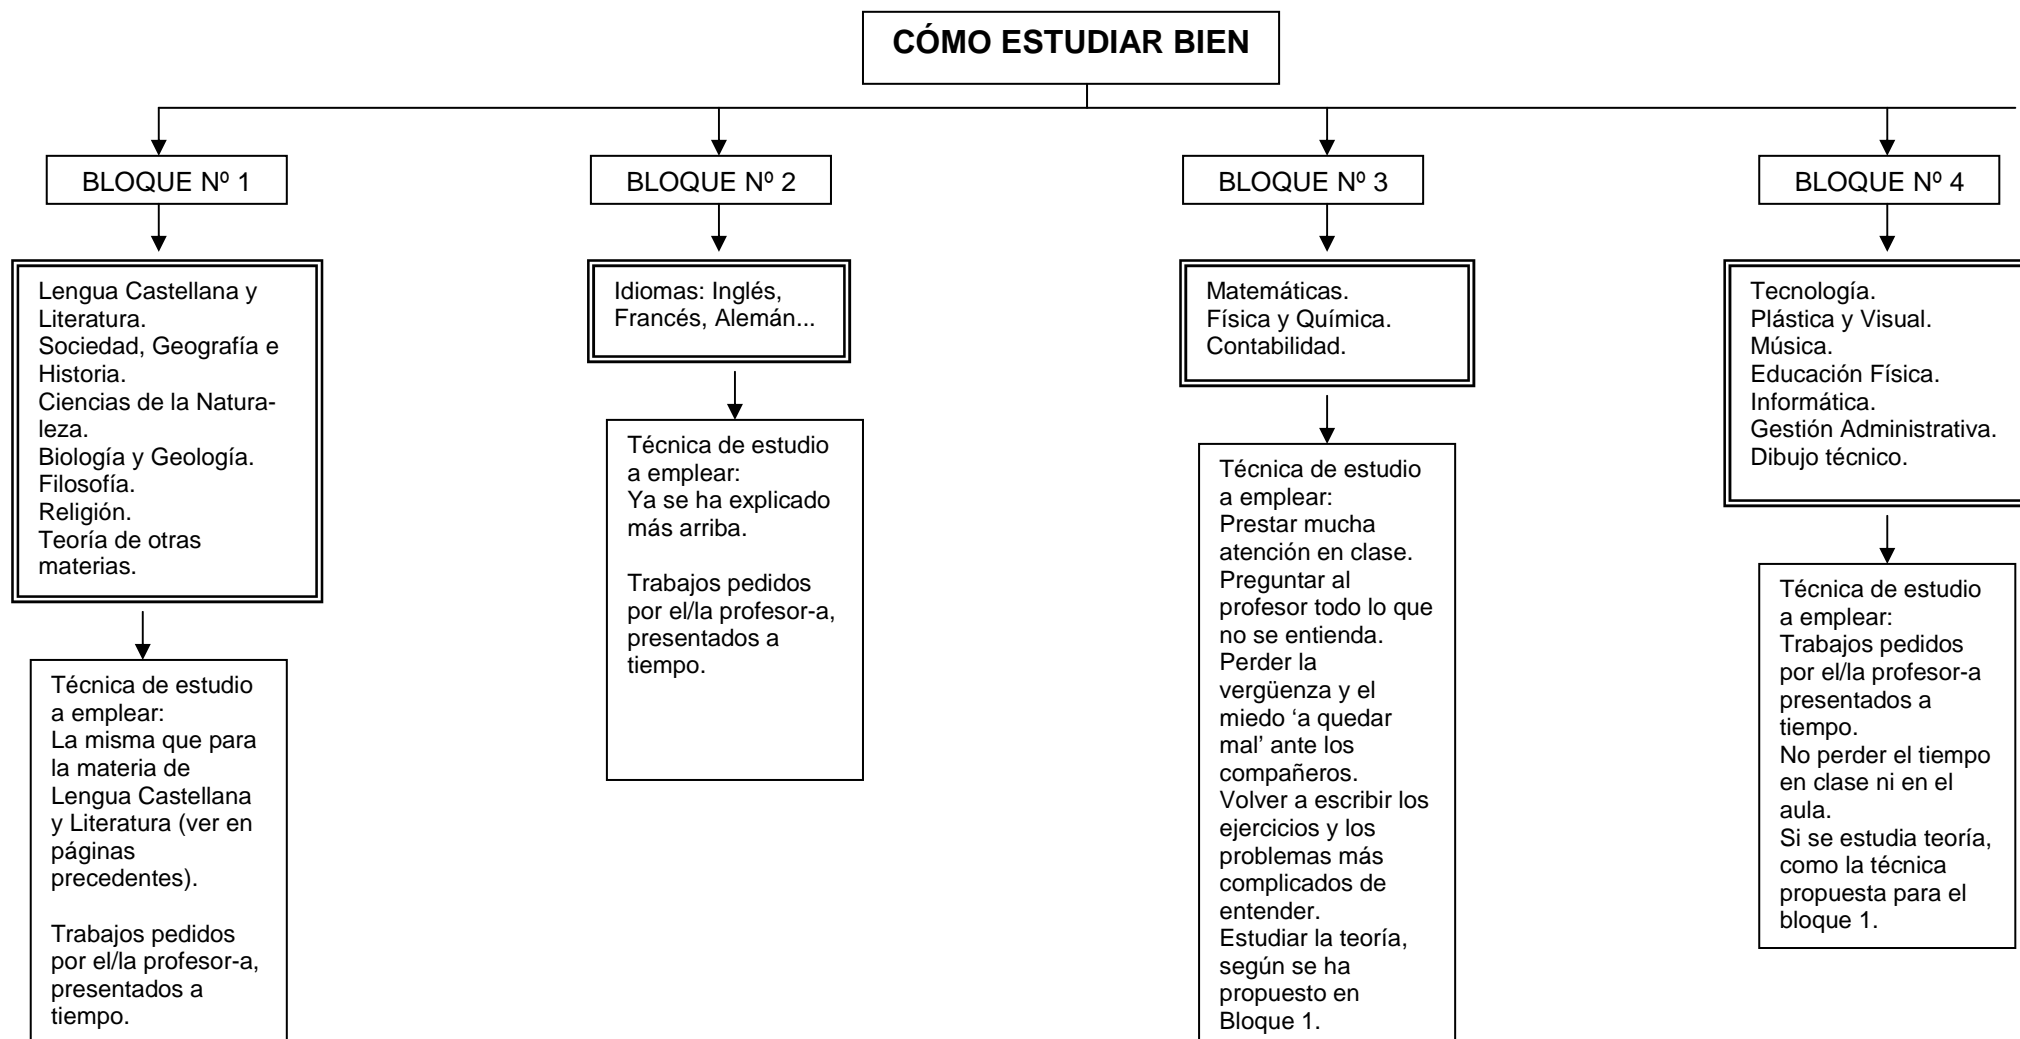 CÓMO ESTUDIAR BIEN
BLOQUE Nº 1
BLOQUE Nº 2
BLOQUE Nº 3
BLOQUE Nº 4
Lengua Castellana y
Literatura.
Sociedad, Geografía e
Historia.
Ciencias de la Natura-
leza.
Biología y Geología.
Filosofía.
Religión.
Teoría de otras
materias.
Idiomas: Inglés,
Francés, Alemán...
Matemáticas.
Física y Química.
Contabilidad.
Tecnología.
Plástica y Visual.
Música.
Educación Física.
Informática.
Gestión Administrativa.
Dibujo técnico.
Técnica de estudio
a emplear:
La misma que para
la materia de
Lengua Castellana
y Literatura (ver en
páginas
precedentes).
Trabajos pedidos
por el/la profesor-a,
presentados a
tiempo.
Técnica de estudio
a emplear:
Ya se ha explicado
más arriba.
Trabajos pedidos
por el/la profesor-a,
presentados a
tiempo.
Técnica de estudio
a emplear:
Prestar mucha
atención en clase.
Preguntar al
profesor todo lo que
no se entienda.
Perder la
vergüenza y el
miedo ‘a quedar
mal’ ante los
compañeros.
Volver a escribir los
ejercicios y los
problemas más
complicados de
entender.
Estudiar la teoría,
según se ha
propuesto en
Bloque 1.
Técnica de estudio
a emplear:
Trabajos pedidos
por el/la profesor-a
presentados a
tiempo.
No perder el tiempo
en clase ni en el
aula.
Si se estudia teoría,
como la técnica
propuesta para el
bloque 1.